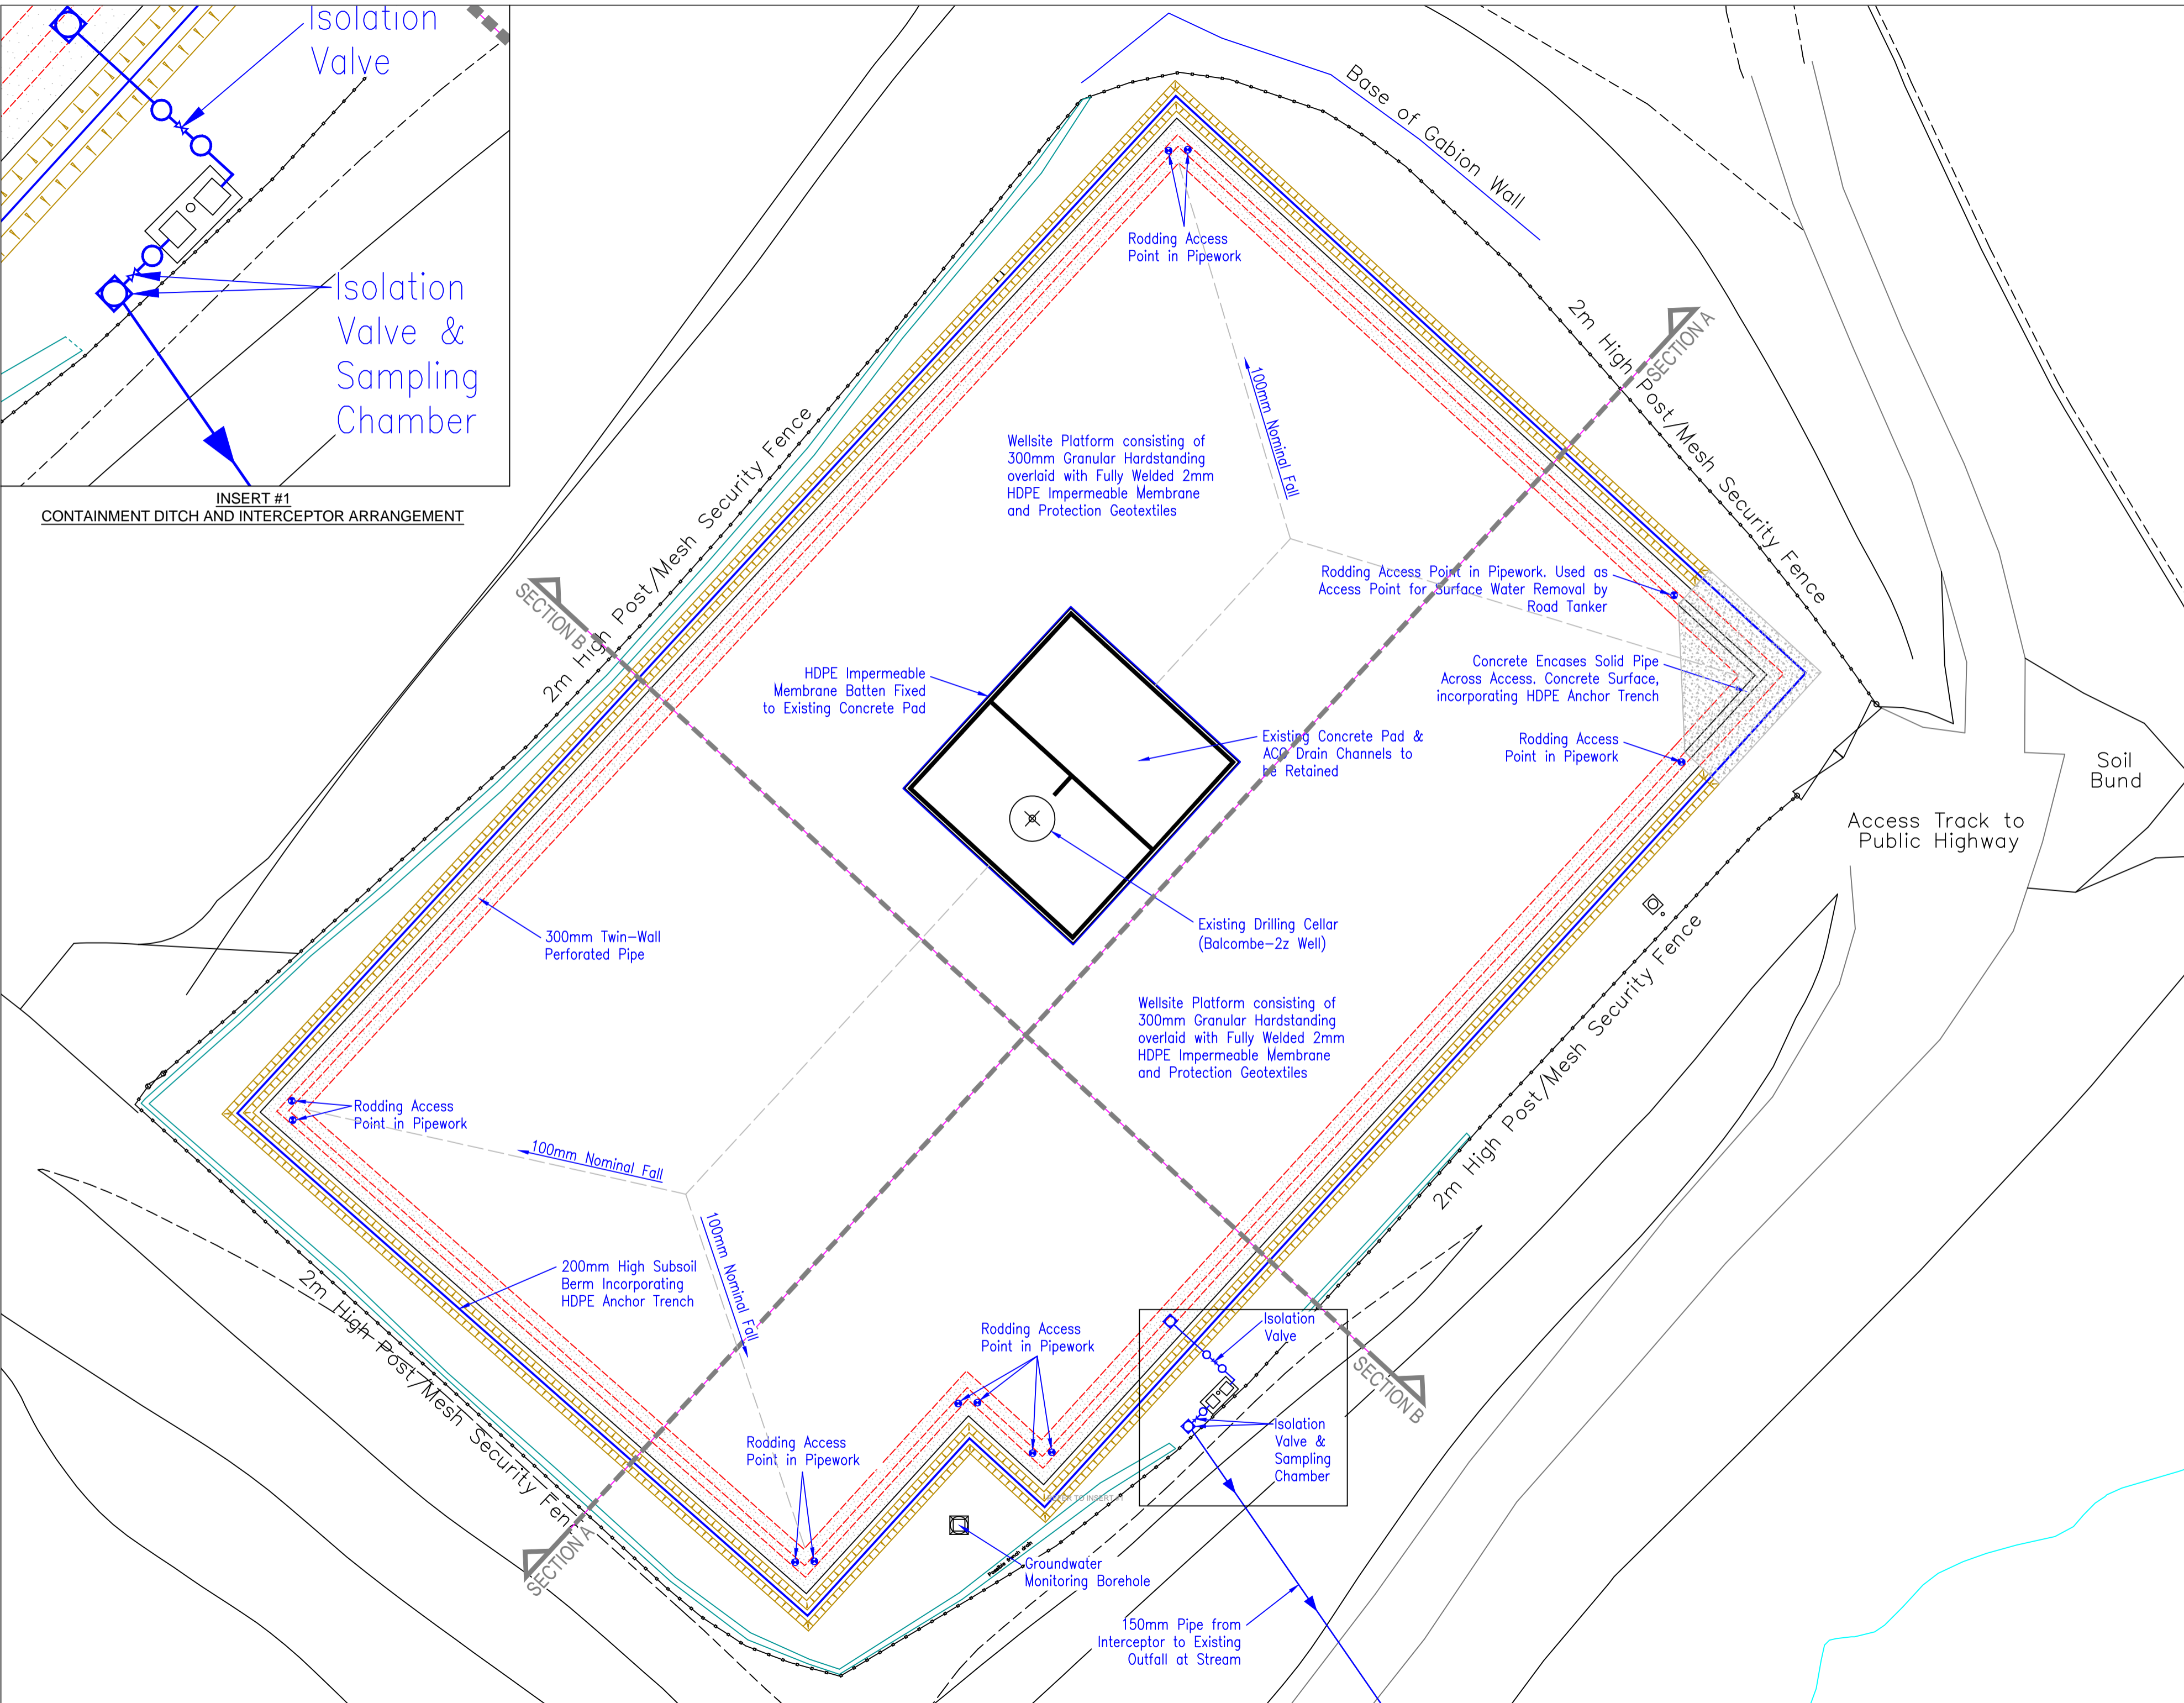 Isolation
Valve
Isolation
Valve &
Sampling
Chamber
INSERT #1
CONTAINMENT DITCH AND INTERCEPTOR ARRANGEMENT
Base of Gabion Wall
Rodding Access
Point in Pipework
2m High Post/Mesh Security Fence
SECTION A
100mm Nominal Fall
Wellsite Platform consisting of
300mm Granular Hardstanding
overlaid with Fully Welded 2mm
HDPE Impermeable Membrane
and Protection Geotextiles
2m High Post/Mesh Security Fence
SECTION B
Rodding Access Point in Pipework. Used as
Access Point for Surface Water Removal by
Road Tanker
HDPE Impermeable
Membrane Batten Fixed
to Existing Concrete Pad
Concrete Encases Solid Pipe
Across Access. Concrete Surface,
incorporating HDPE Anchor Trench
Existing Concrete Pad &
ACO Drain Channels to
be Retained
Rodding Access
Point in Pipework
Soil
Bund
Access Track to
Public Highway
Existing Drilling Cellar
(Balcombe-2z Well)
300mm Twin-Wall
Perforated Pipe
Wellsite Platform consisting of
300mm Granular Hardstanding
overlaid with Fully Welded 2mm
HDPE Impermeable Membrane
and Protection Geotextiles
2m High Post/Mesh Security Fence
Rodding Access
Point in Pipework
100mm Nominal Fall
100mm Nominal Fall
200mm High Subsoil
Berm Incorporating
HDPE Anchor Trench
2m High Post/Mesh Security Fen
Rodding Access
Point in Pipework
Isolation
Valve
SECTION B
Isolation
Valve &
Sampling
Chamber
Rodding Access
Point in Pipework
TO INSERT
SECTION A
Groundwater
Monitoring Borehole
150mm Pipe from
Interceptor to Existing
Outfall at Stream